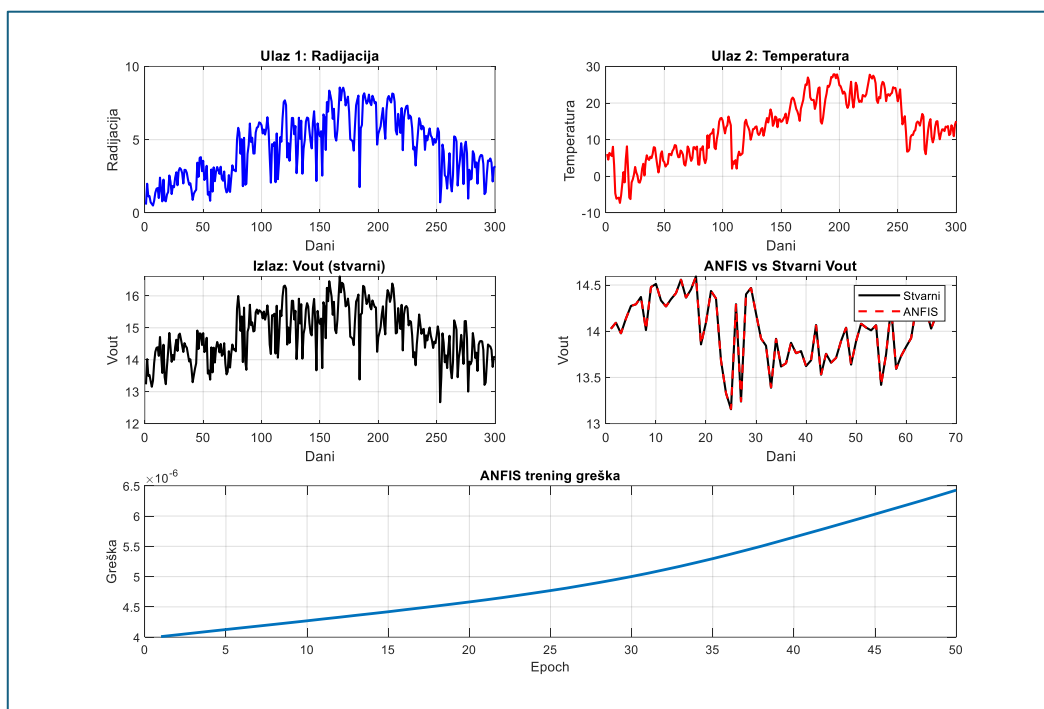 Ulaz 1: Radijacija
10
5
0
Radijacija
0 50 100 150 200 250 300
Dani
Ulaz 2: Temperatura
30
20
10
0
-10
Temperatura
0 50 100 150 200 250 300
Dani
Izlaz: Vout (stvarni)
16
15
14
13
12
Vout
0 50 100 150 200 250 300
Dani
ANFIS vs Stvarni Vout
14.5
14
13.5
13
Vout
Stvarni
ANFIS
0 10 20 30 40 50 60 70
Dani
ANFIS trening greška
×10-6
6.5
6
5.5
5
4.5
4
Greška
0 5 10 15 20 25 30 35 40 45 50
Epoch